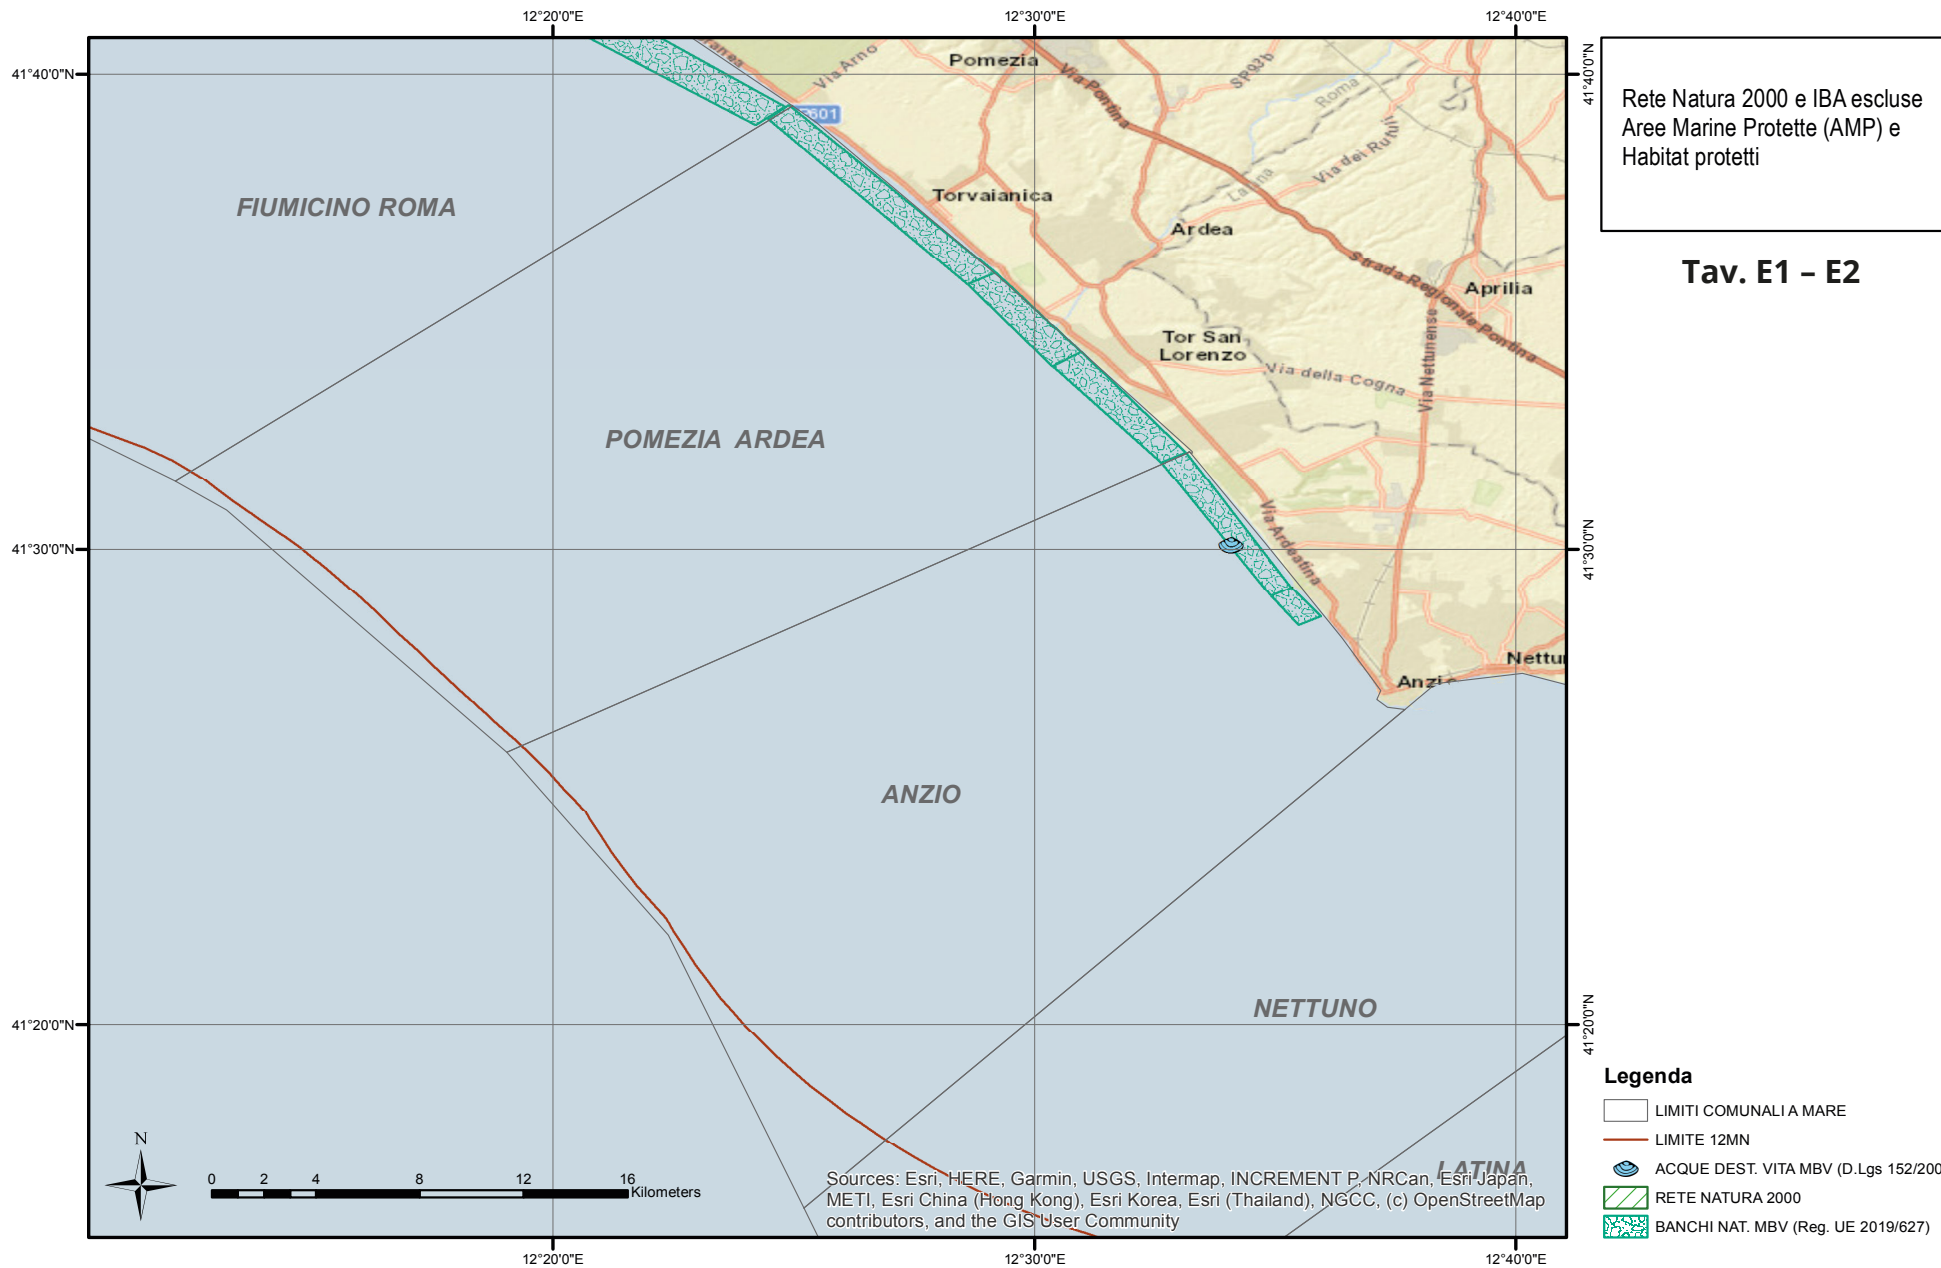 12°20'0"E
12°30'0"E
12°40'0"E
41°40'0"N
41°40'0"N
Rete Natura 2000 e IBA escluse
Aree Marine Protette (AMP) e
Habitat protetti
Tav. E1 – E2
Pomezia
Via Arno
Via Pontina
SP93b
Roma
Latina
Via dei Rutuli
601
FIUMICINO ROMA
Torvaianica
Ardea
Strada Regionale Pontina
Aprilia
Tor San
Lorenzo
Via della Cogna
Via Nettunense
POMEZIA ARDEA
Via Ardeatina
41°30'0"N
41°30'0"N
Nettu
Anzio
ANZIO
NETTUNO
41°20'0"N
41°20'0"N
LATINA
N
0 2 4 8 12 16
Kilometers
Sources: Esri, HERE, Garmin, USGS, Intermap, INCREMENT P, NRCan, Esri Japan,
METI, Esri China (Hong Kong), Esri Korea, Esri (Thailand), NGCC, (c) OpenStreetMap
contributors, and the GIS User Community
Legenda
LIMITI COMUNALI A MARE
LIMITE 12MN
ACQUE DEST. VITA MBV (D.Lgs 152/200
RETE NATURA 2000
BANCHI NAT. MBV (Reg. UE 2019/627)
12°20'0"E
12°30'0"E
12°40'0"E